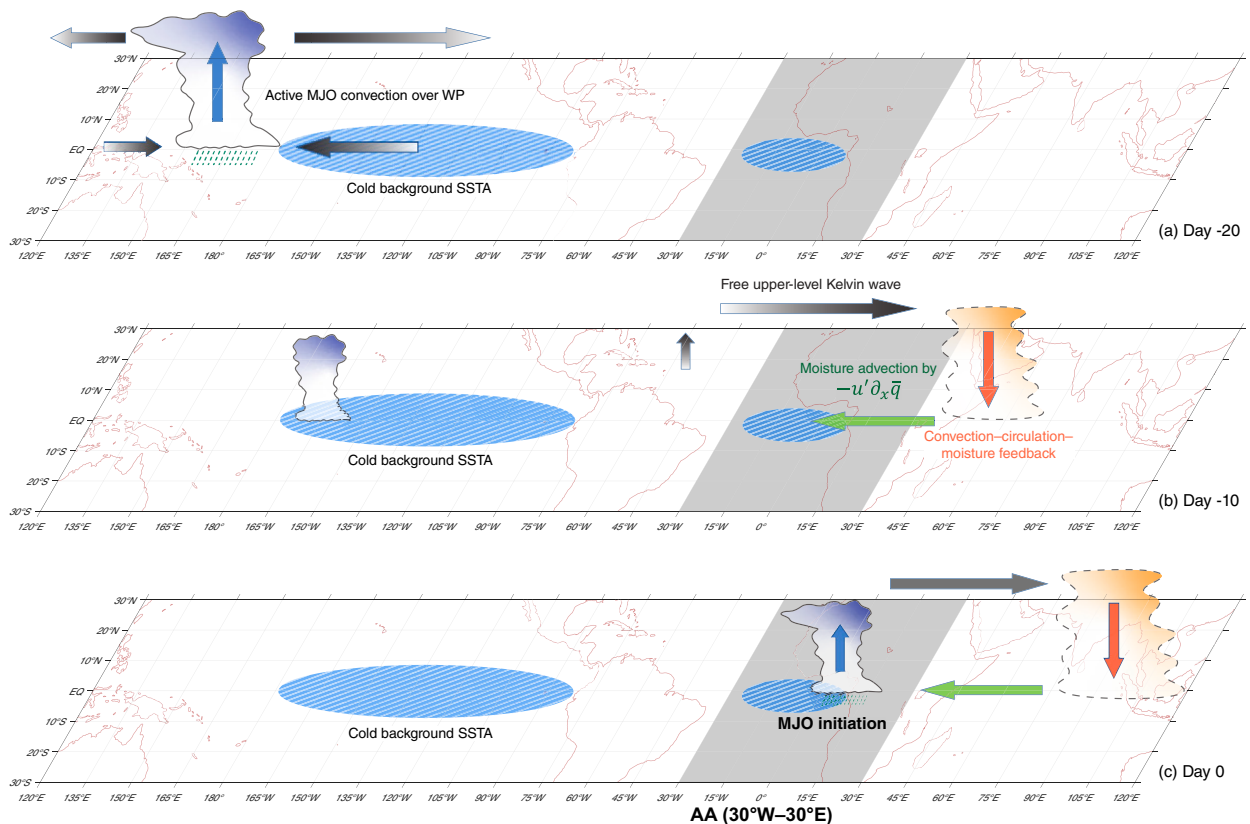 30°N
20°N
Active MJO convection over WP
10°N
EQ
10°S
Cold background SSTA
20°S
(a) Day -20
30°S
120°E 135°E 150°E 165°E 180° 165°W 150°W 135°W 120°W 105°W 90°W 75°W 60°W 45°W 30°W 15°W 0° 15°E 30°E 45°E 60°E 75°E 90°E 105°E 120°E
Free upper-level Kelvin wave
30°N
20°N
Moisture advection by
−u′∂ₓq̄
10°N
EQ
Convection–circulation–
moisture feedback
10°S
Cold background SSTA
20°S
(b) Day -10
30°S
120°E 135°E 150°E 165°E 180° 165°W 150°W 135°W 120°W 105°W 90°W 75°W 60°W 45°W 30°W 15°W 0° 15°E 30°E 45°E 60°E 75°E 90°E 105°E 120°E
30°N
20°N
10°N
EQ
10°S
MJO initiation
Cold background SSTA
20°S
(c) Day 0
30°S
120°E 135°E 150°E 165°E 180° 165°W 150°W 135°W 120°W 105°W 90°W 75°W 60°W 45°W 30°W 15°W 0° 15°E 30°E 45°E 60°E 75°E 90°E 105°E 120°E
AA (30°W–30°E)